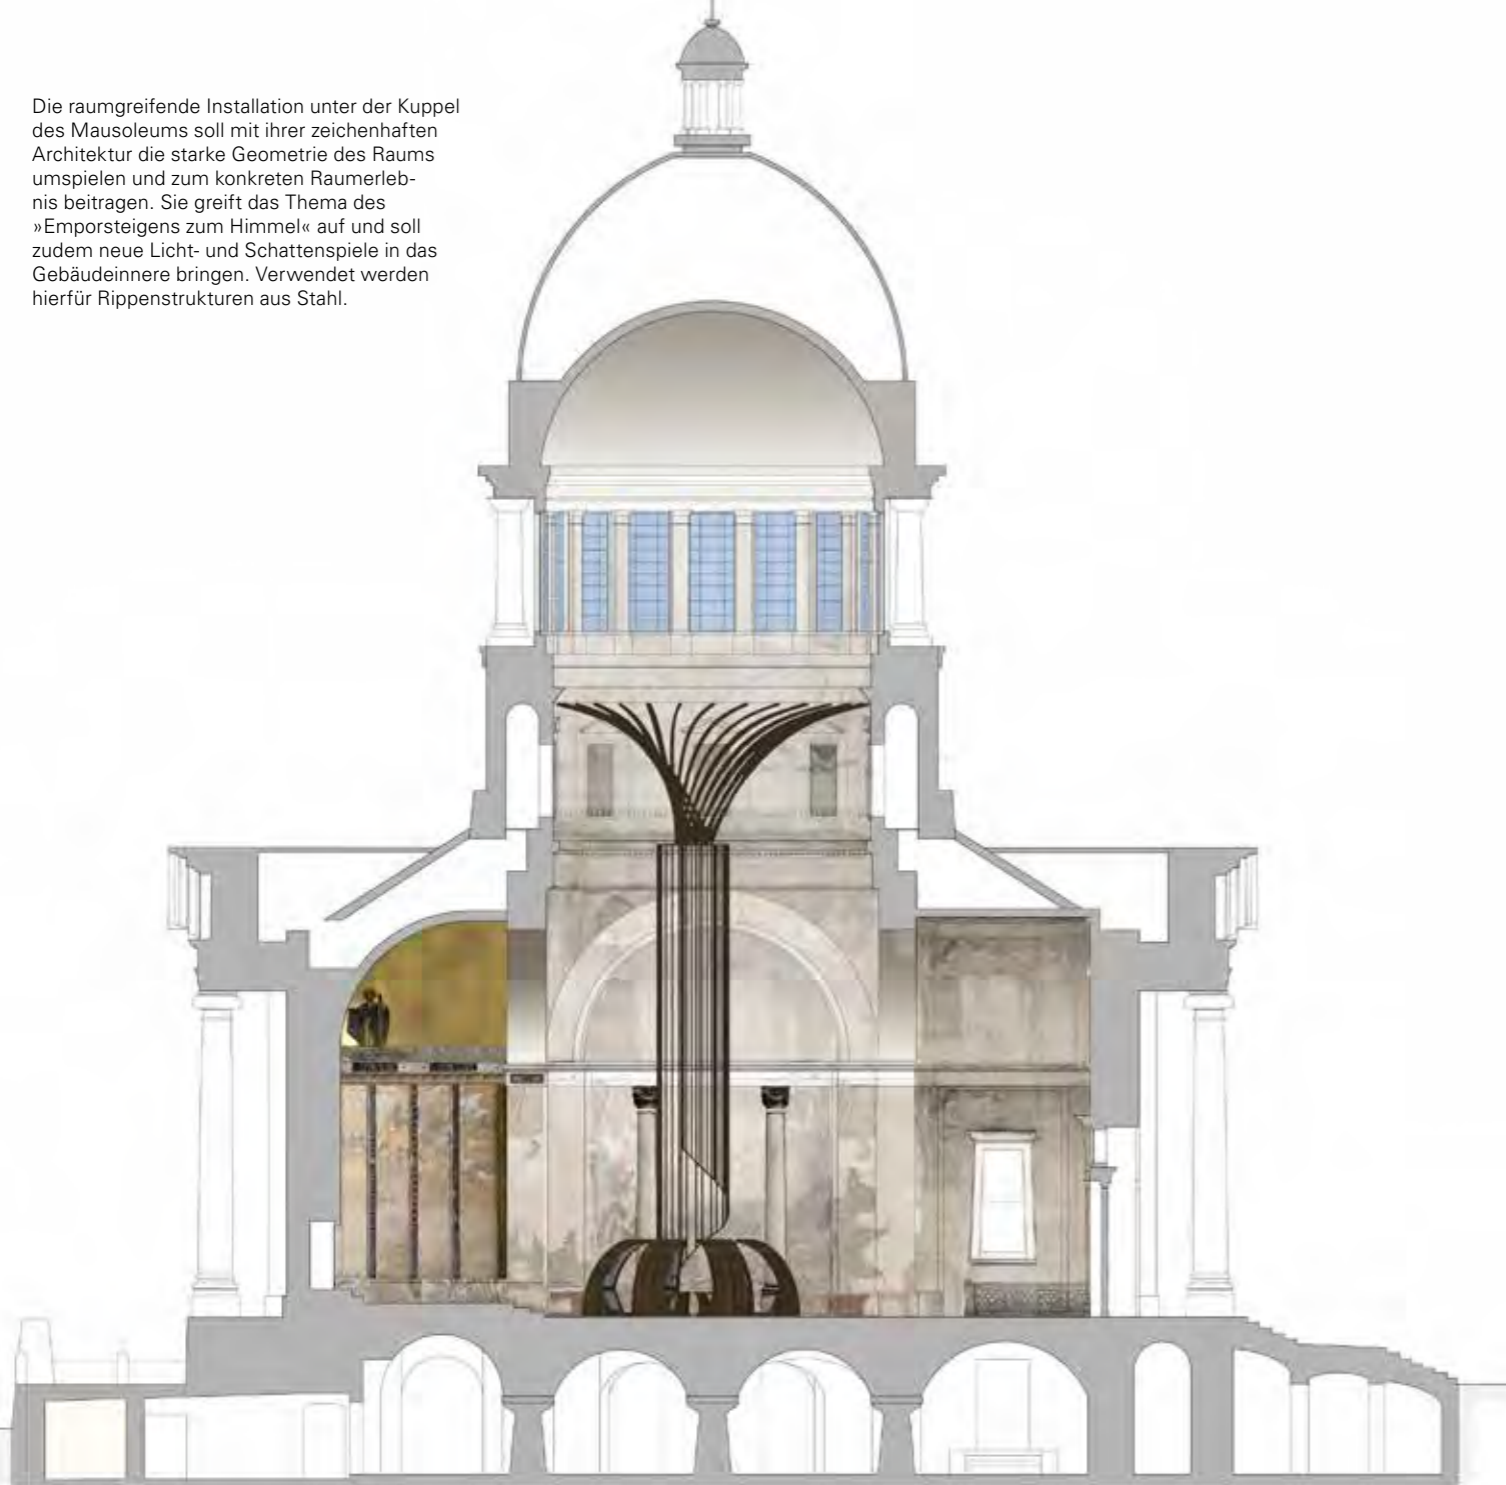 Die raumgreifende Installation unter der Kuppel
des Mausoleums soll mit ihrer zeichenhaften
Architektur die starke Geometrie des Raums
umspielen und zum konkreten Raumerleb-
nis beitragen. Sie greift das Thema des
»Emporsteigens zum Himmel« auf und soll
zudem neue Licht- und Schattenspiele in das
Gebäudeinnere bringen. Verwendet werden
hierfür Rippenstrukturen aus Stahl.